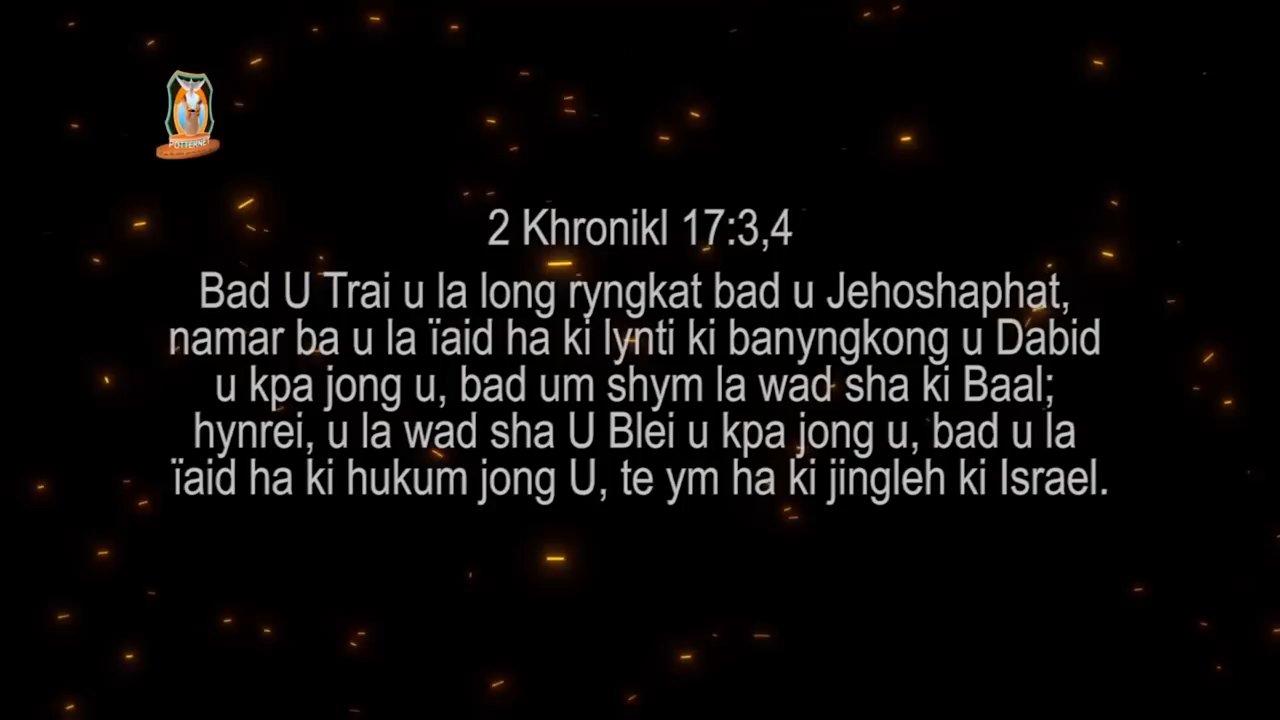 POTTERNET
2 Khronikl 17:3,4
Bad U Trai u la long ryngkat bad u Jehoshaphat,
namar ba u la ïaid ha ki lynti ki banyngkong u Dabid
u kpa jong u, bad um shym la wad sha ki Baal;
hynrei, u la wad sha U Blei u kpa jong u, bad u la
ïaid ha ki hukum jong U, te ym ha ki jingleh ki Israel.